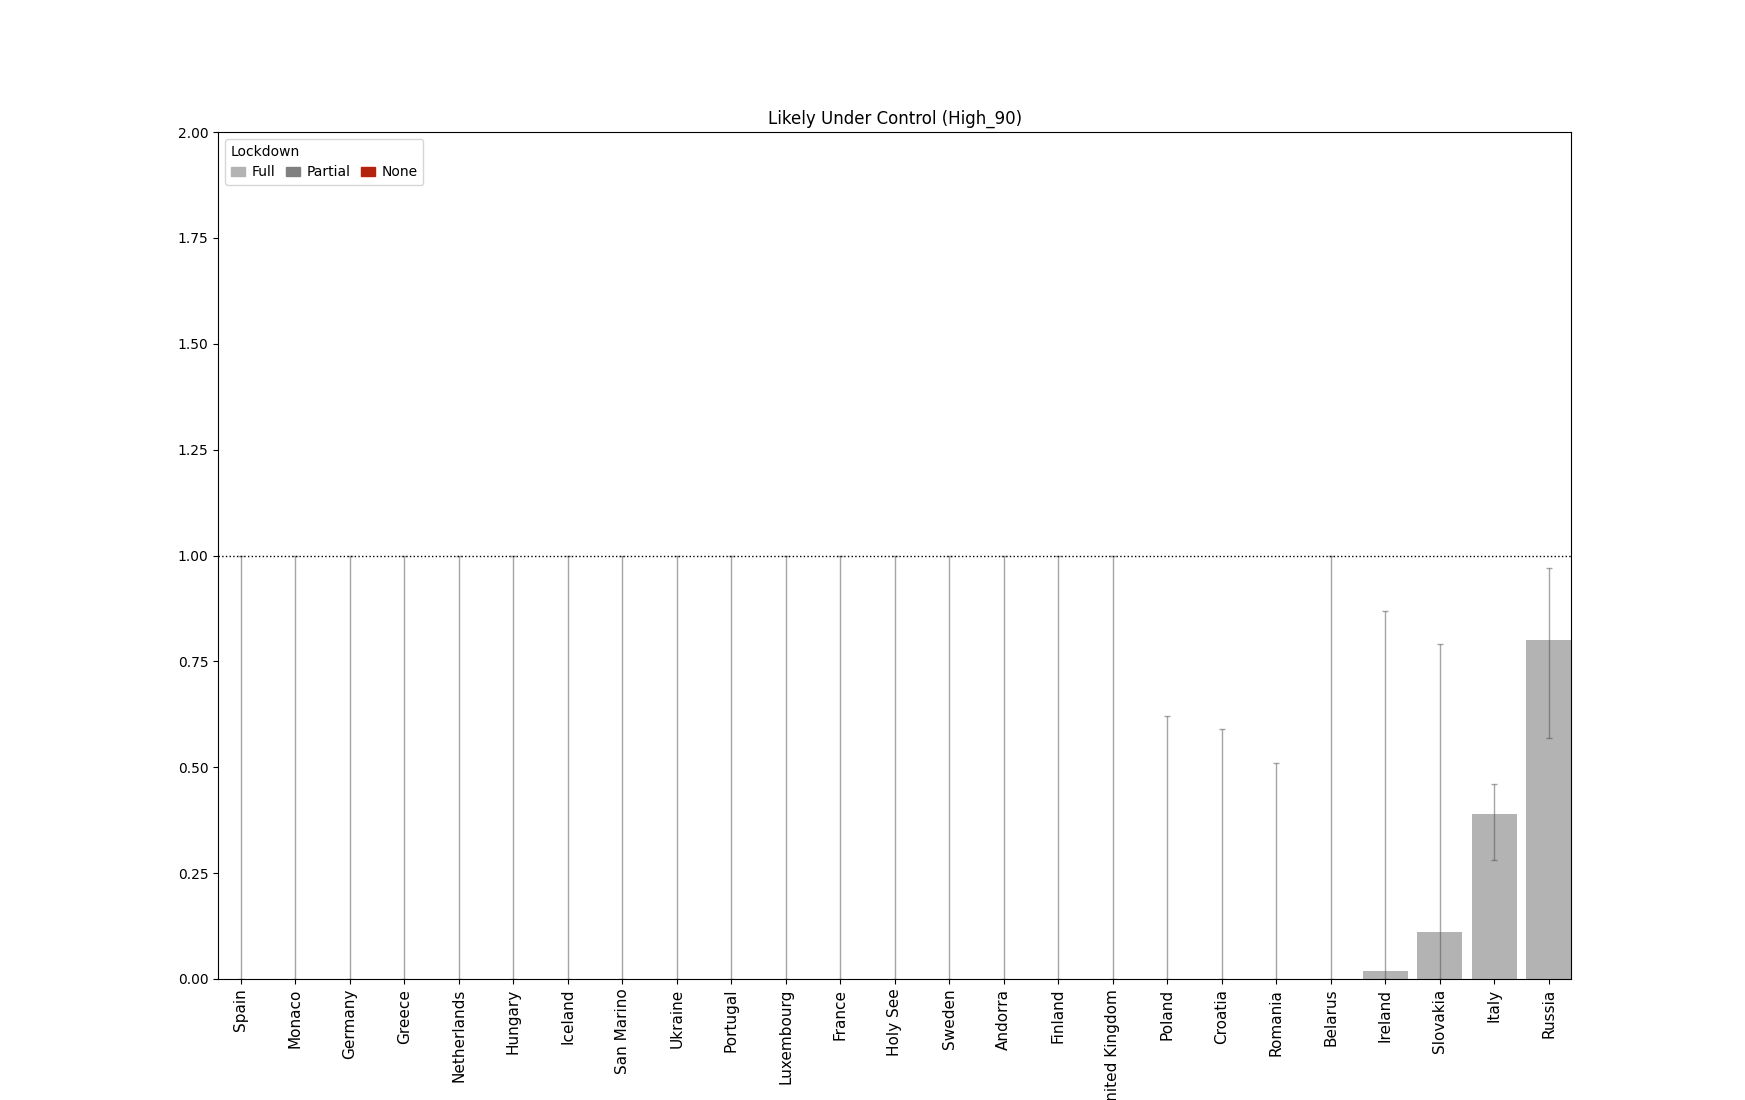 Likely Under Control (High_90)
Lockdown
Full Partial None
2.00
1.75
1.50
1.25
1.00
0.75
0.50
0.25
0.00
Spain
Monaco
Germany
Greece
Netherlands
Hungary
Iceland
San Marino
Ukraine
Portugal
Luxembourg
France
Holy See
Sweden
Andorra
Finland
nited Kingdom
Poland
Croatia
Romania
Belarus
Ireland
Slovakia
Italy
Russia